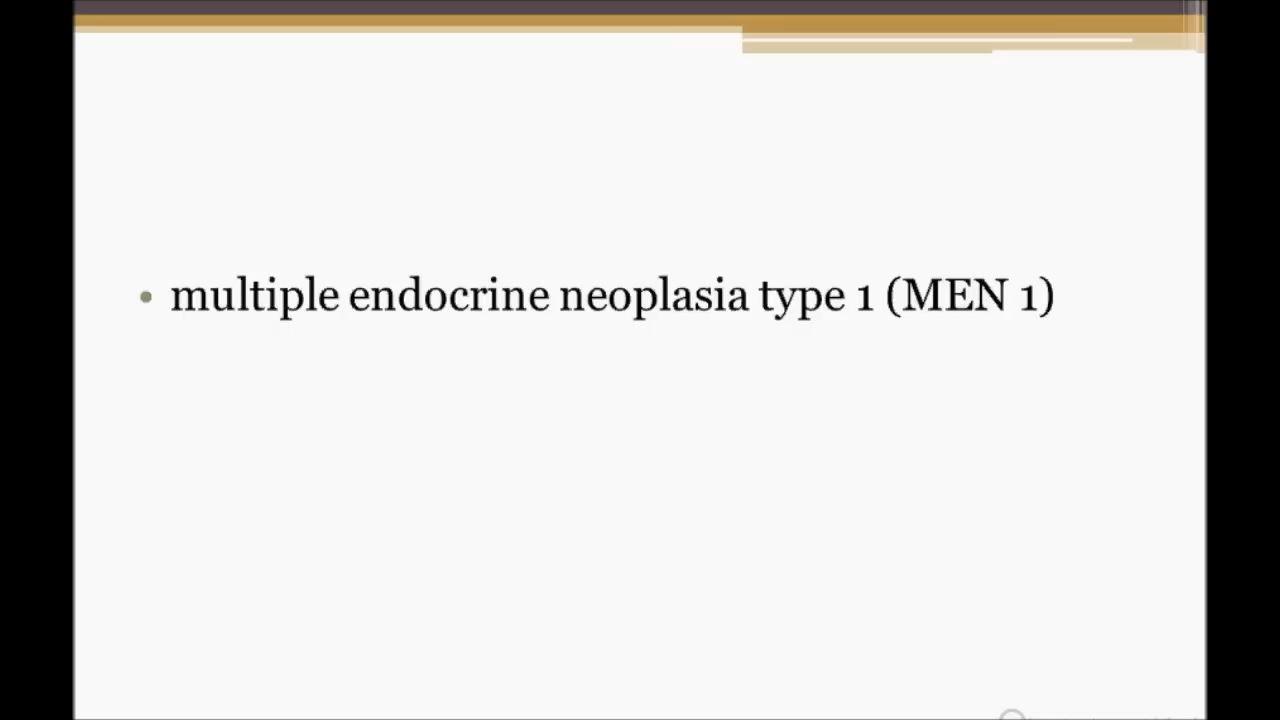 • multiple endocrine neoplasia type 1 (MEN 1)